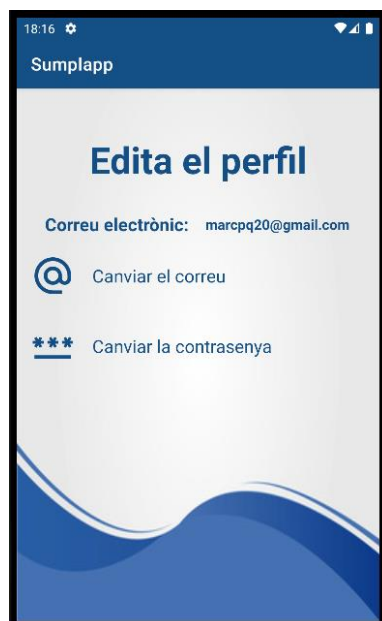 18:16
Sumplapp
Edita el perfil
Correu electrònic: marcpq20@gmail.com
Canviar el correu
*** Canviar la contrasenya